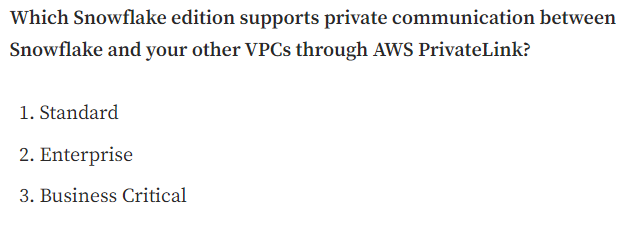 Which Snowflake edition supports private communication between
Snowflake and your other VPCs through AWS PrivateLink?
1. Standard
2. Enterprise
3. Business Critical